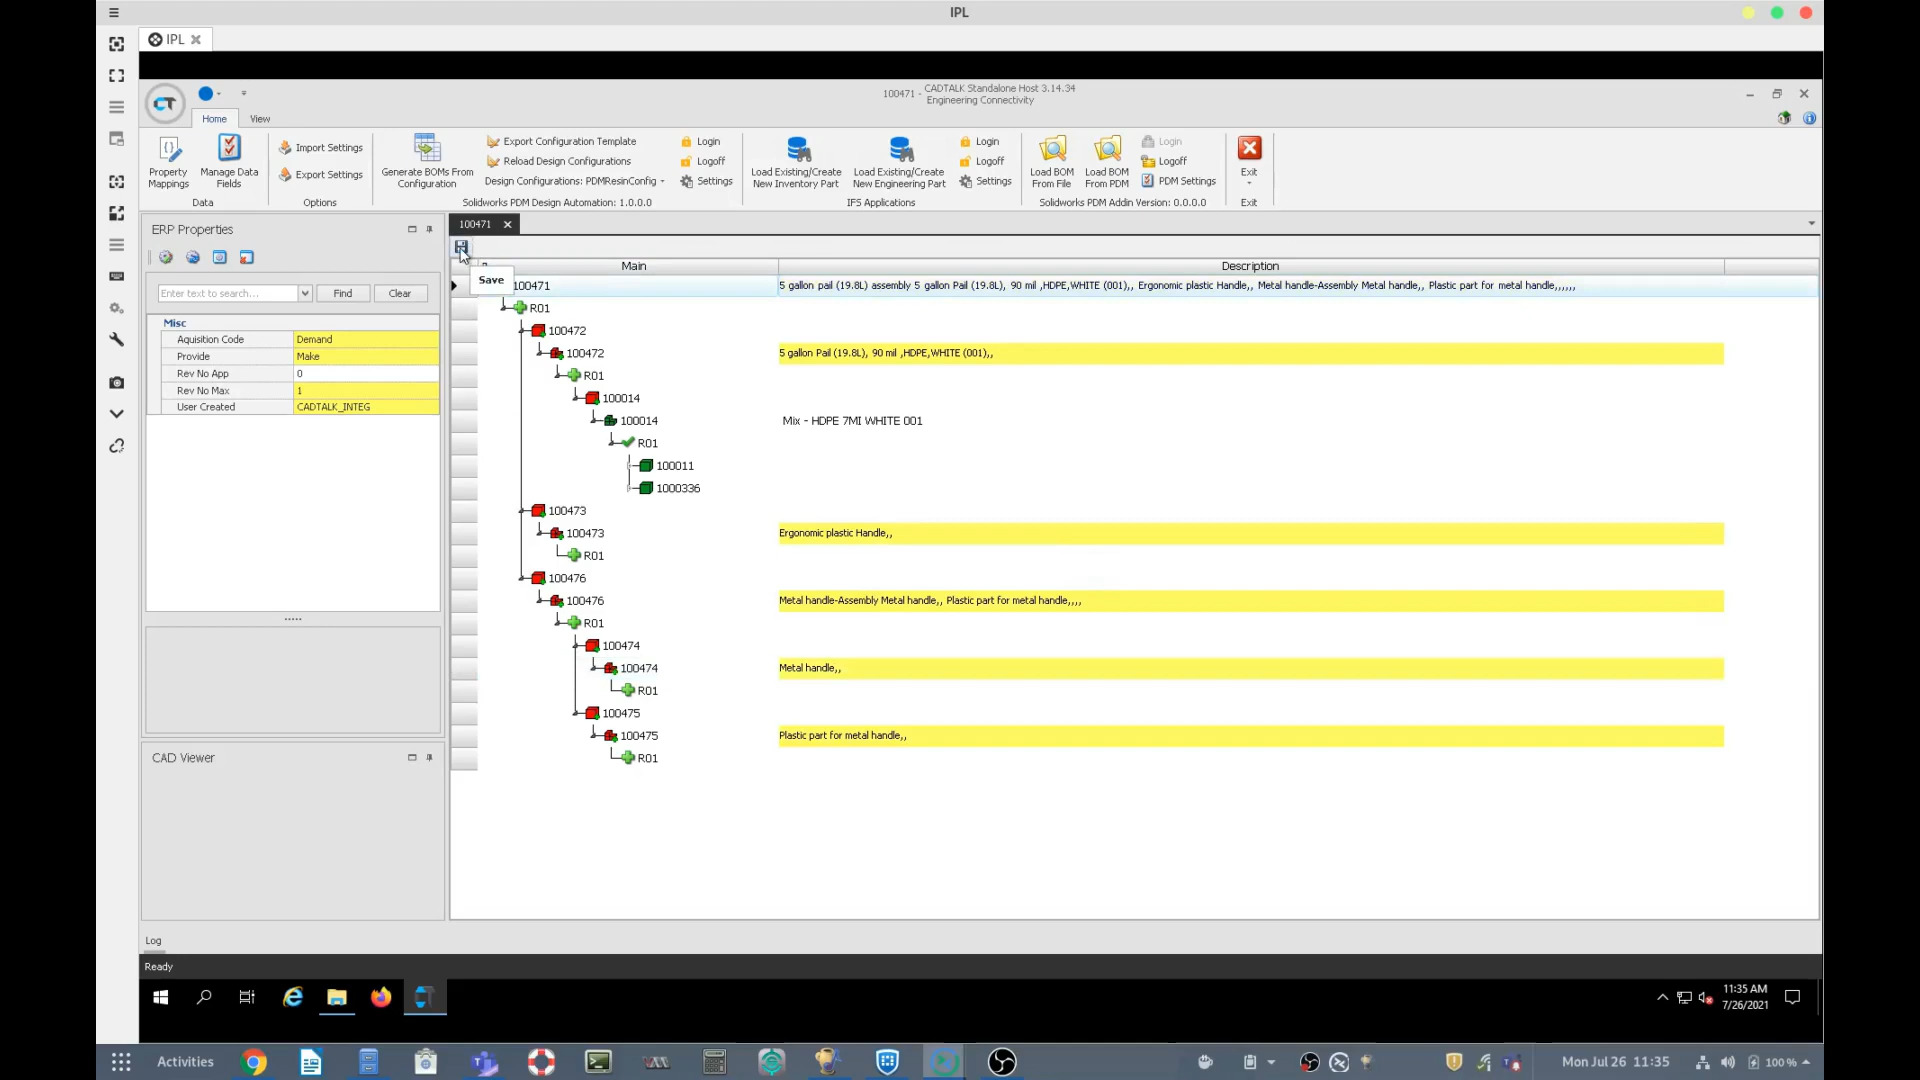 IPL
IPL
100471 - CADTALK Standalone Host 3.14.34
Engineering Connectivity
CT
Home View
Property Mappings
Manage Data Fields
Data
Import Settings
Export Settings
Options
Generate BOMs From Configuration
Export Configuration Template
Reload Design Configurations
Design Configurations: PDMResinConfig
Login
Logoff
Settings
Solidworks PDM Design Automation: 1.0.0.0
Load Existing/Create New Inventory Part
Load Existing/Create New Engineering Part
Login
Logoff
Settings
IFS Applications
Load BOM From File
Load BOM From PDM
Login
Logoff
PDM Settings
Solidworks PDM Addin Version: 0.0.0.0
Exit
Exit
ERP Properties
Enter text to search...
Find
Clear
Misc
Aquisition Code Demand
Provide Make
Rev No App 0
Rev No Max 1
User Created CADTALK_INTEG
CAD Viewer
100471
Save
Main Description
100471 5 gallon pail (19.8L) assembly 5 gallon Pail (19.8L), 90 mil ,HDPE,WHITE (001),, Ergonomic plastic Handle,, Metal handle-Assembly Metal handle,, Plastic part for metal handle,,,,,,
R01
100472
100472 5 gallon Pail (19.8L), 90 mil ,HDPE,WHITE (001),,
R01
100014
100014 Mix - HDPE 7MI WHITE 001
R01
100011
1000336
100473
100473 Ergonomic plastic Handle,,
R01
100476
100476 Metal handle-Assembly Metal handle,, Plastic part for metal handle,,,,
R01
100474
100474 Metal handle,,
R01
100475
100475 Plastic part for metal handle,,
R01
Log
Ready
11:35 AM
7/26/2021
Activities
Mon Jul 26 11:35
100 %